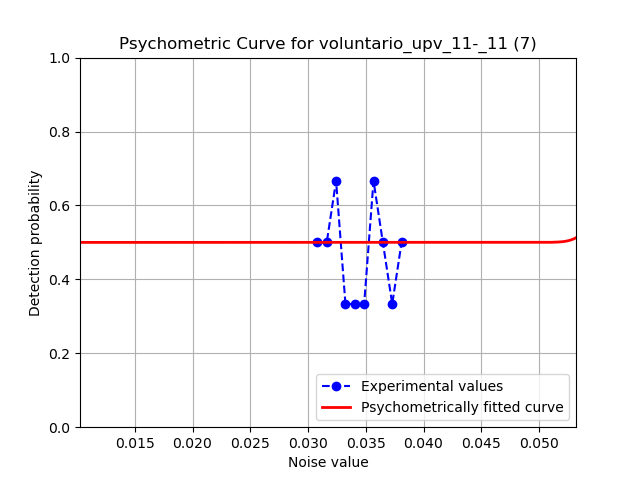 Psychometric Curve for voluntario_upv_11-_11 (7)
1.0
0.8
0.6
0.4
0.2
0.0
Detection probability
Experimental values
Psychometrically fitted curve
0.015 0.020 0.025 0.030 0.035 0.040 0.045 0.050
Noise value